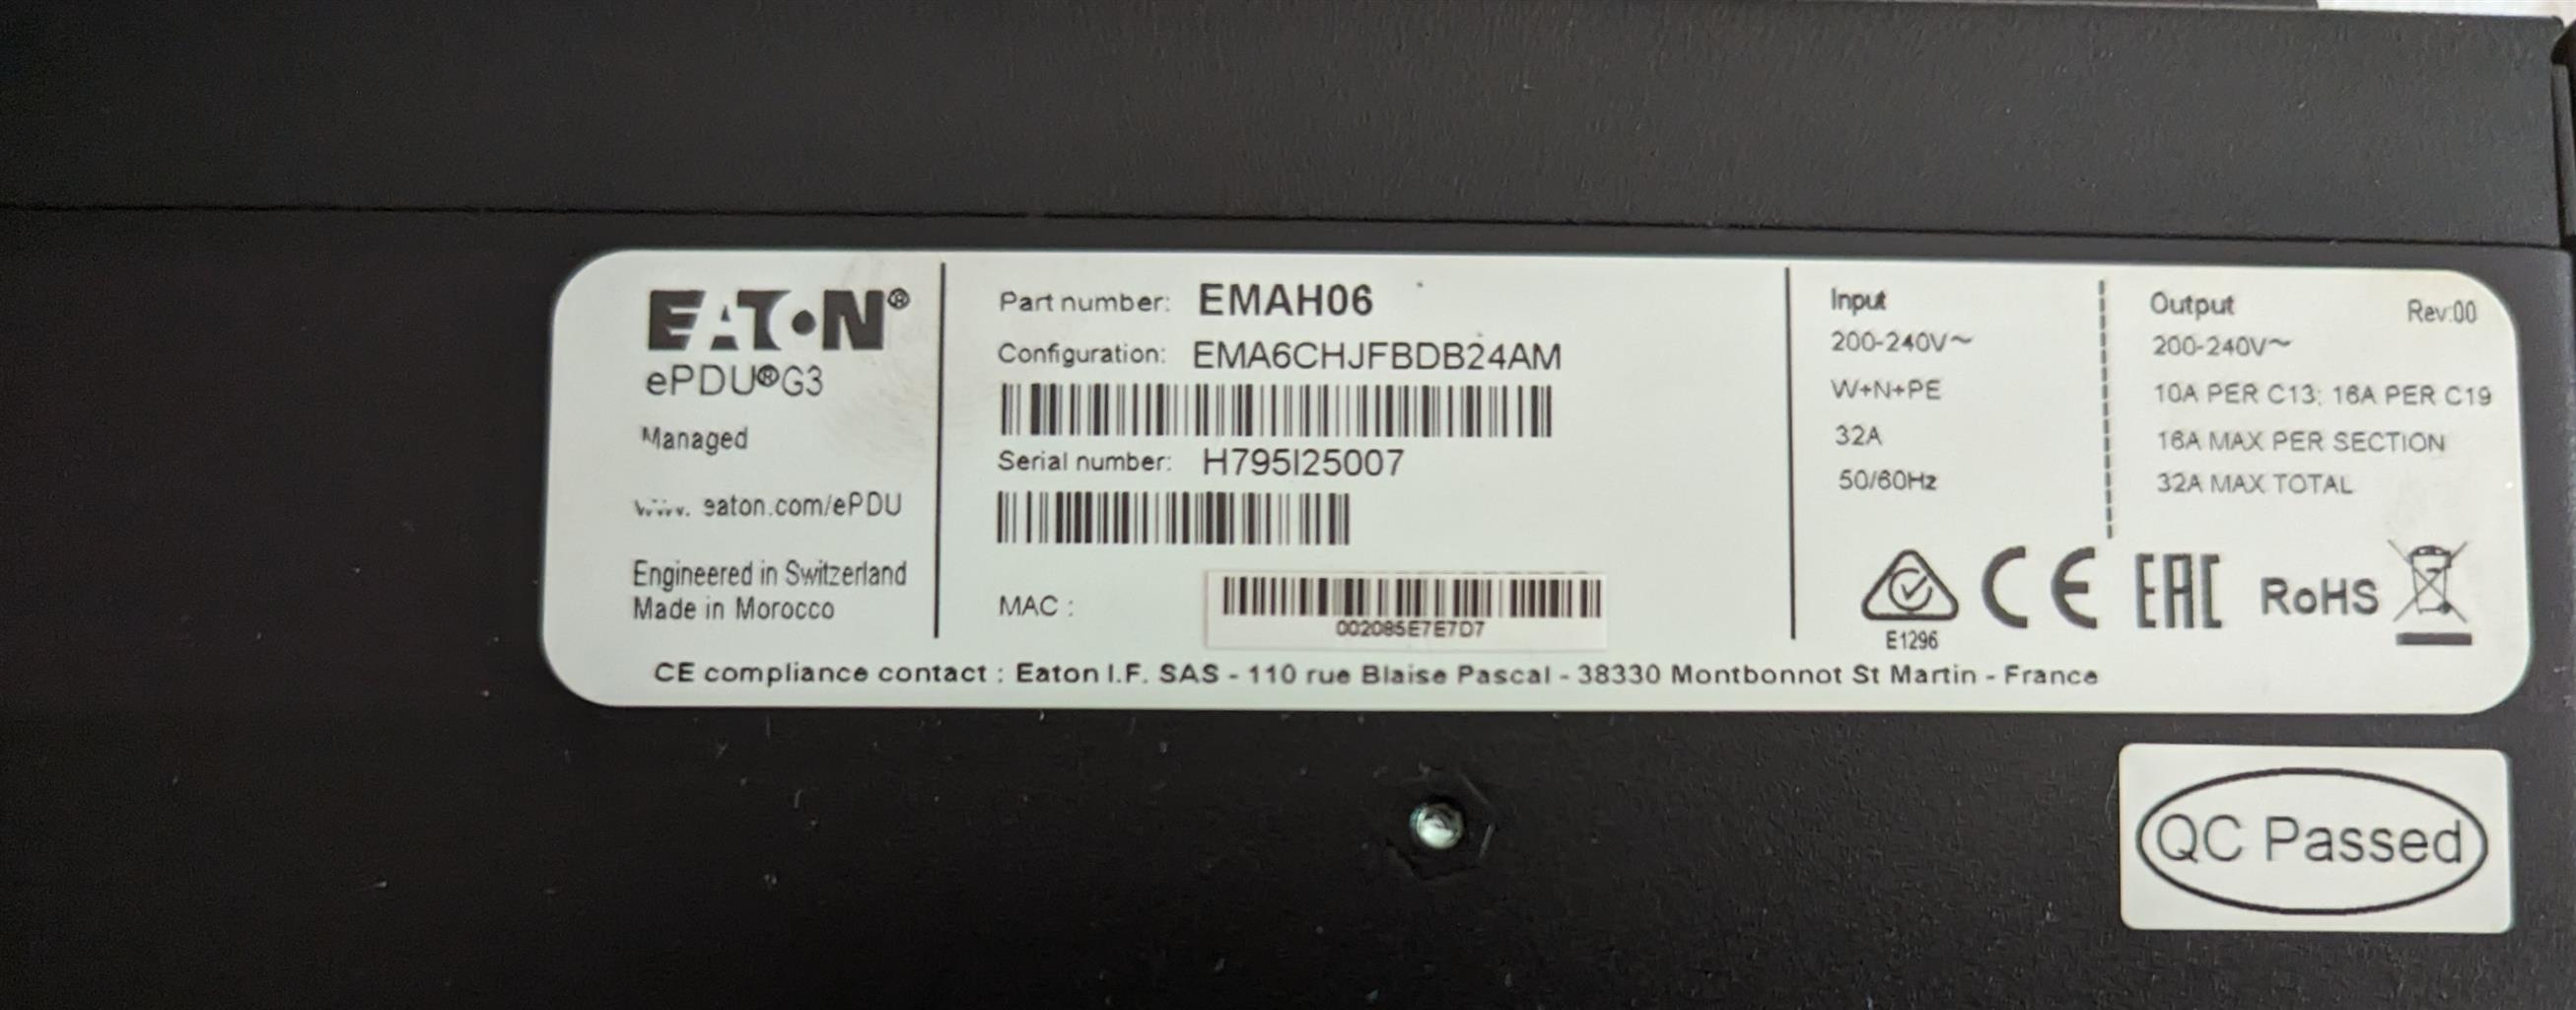 EATON®
ePDU®G3
Managed
www.eaton.com/ePDU
Engineered in Switzerland
Made in Morocco
Part number: EMAH06
Configuration: EMA6CHJFBDB24AM
Serial number: H795I25007
MAC :
002085E7E7D7
Input
200-240V~
W+N+PE
32A
50/60Hz
Output
Rev:00
200-240V~
10A PER C13; 16A PER C19
16A MAX PER SECTION
32A MAX TOTAL
E1296
CE
EAC
RoHS
CE compliance contact : Eaton I.F. SAS - 110 rue Blaise Pascal - 38330 Montbonnot St Martin - France
QC Passed